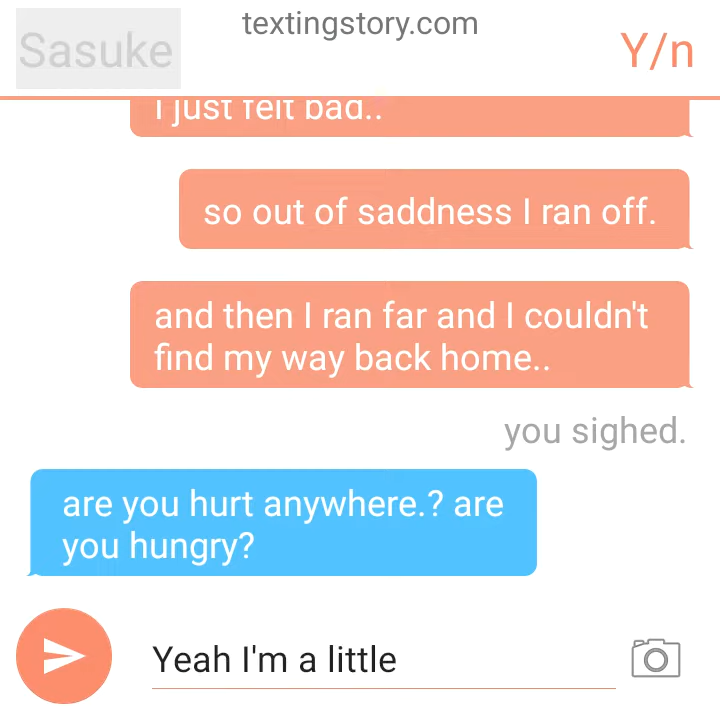 textingstory.com
Sasuke
Y/n
I just felt bad..
so out of saddness I ran off.
and then I ran far and I couldn't
find my way back home..
you sighed.
are you hurt anywhere.? are
you hungry?
Yeah I'm a little